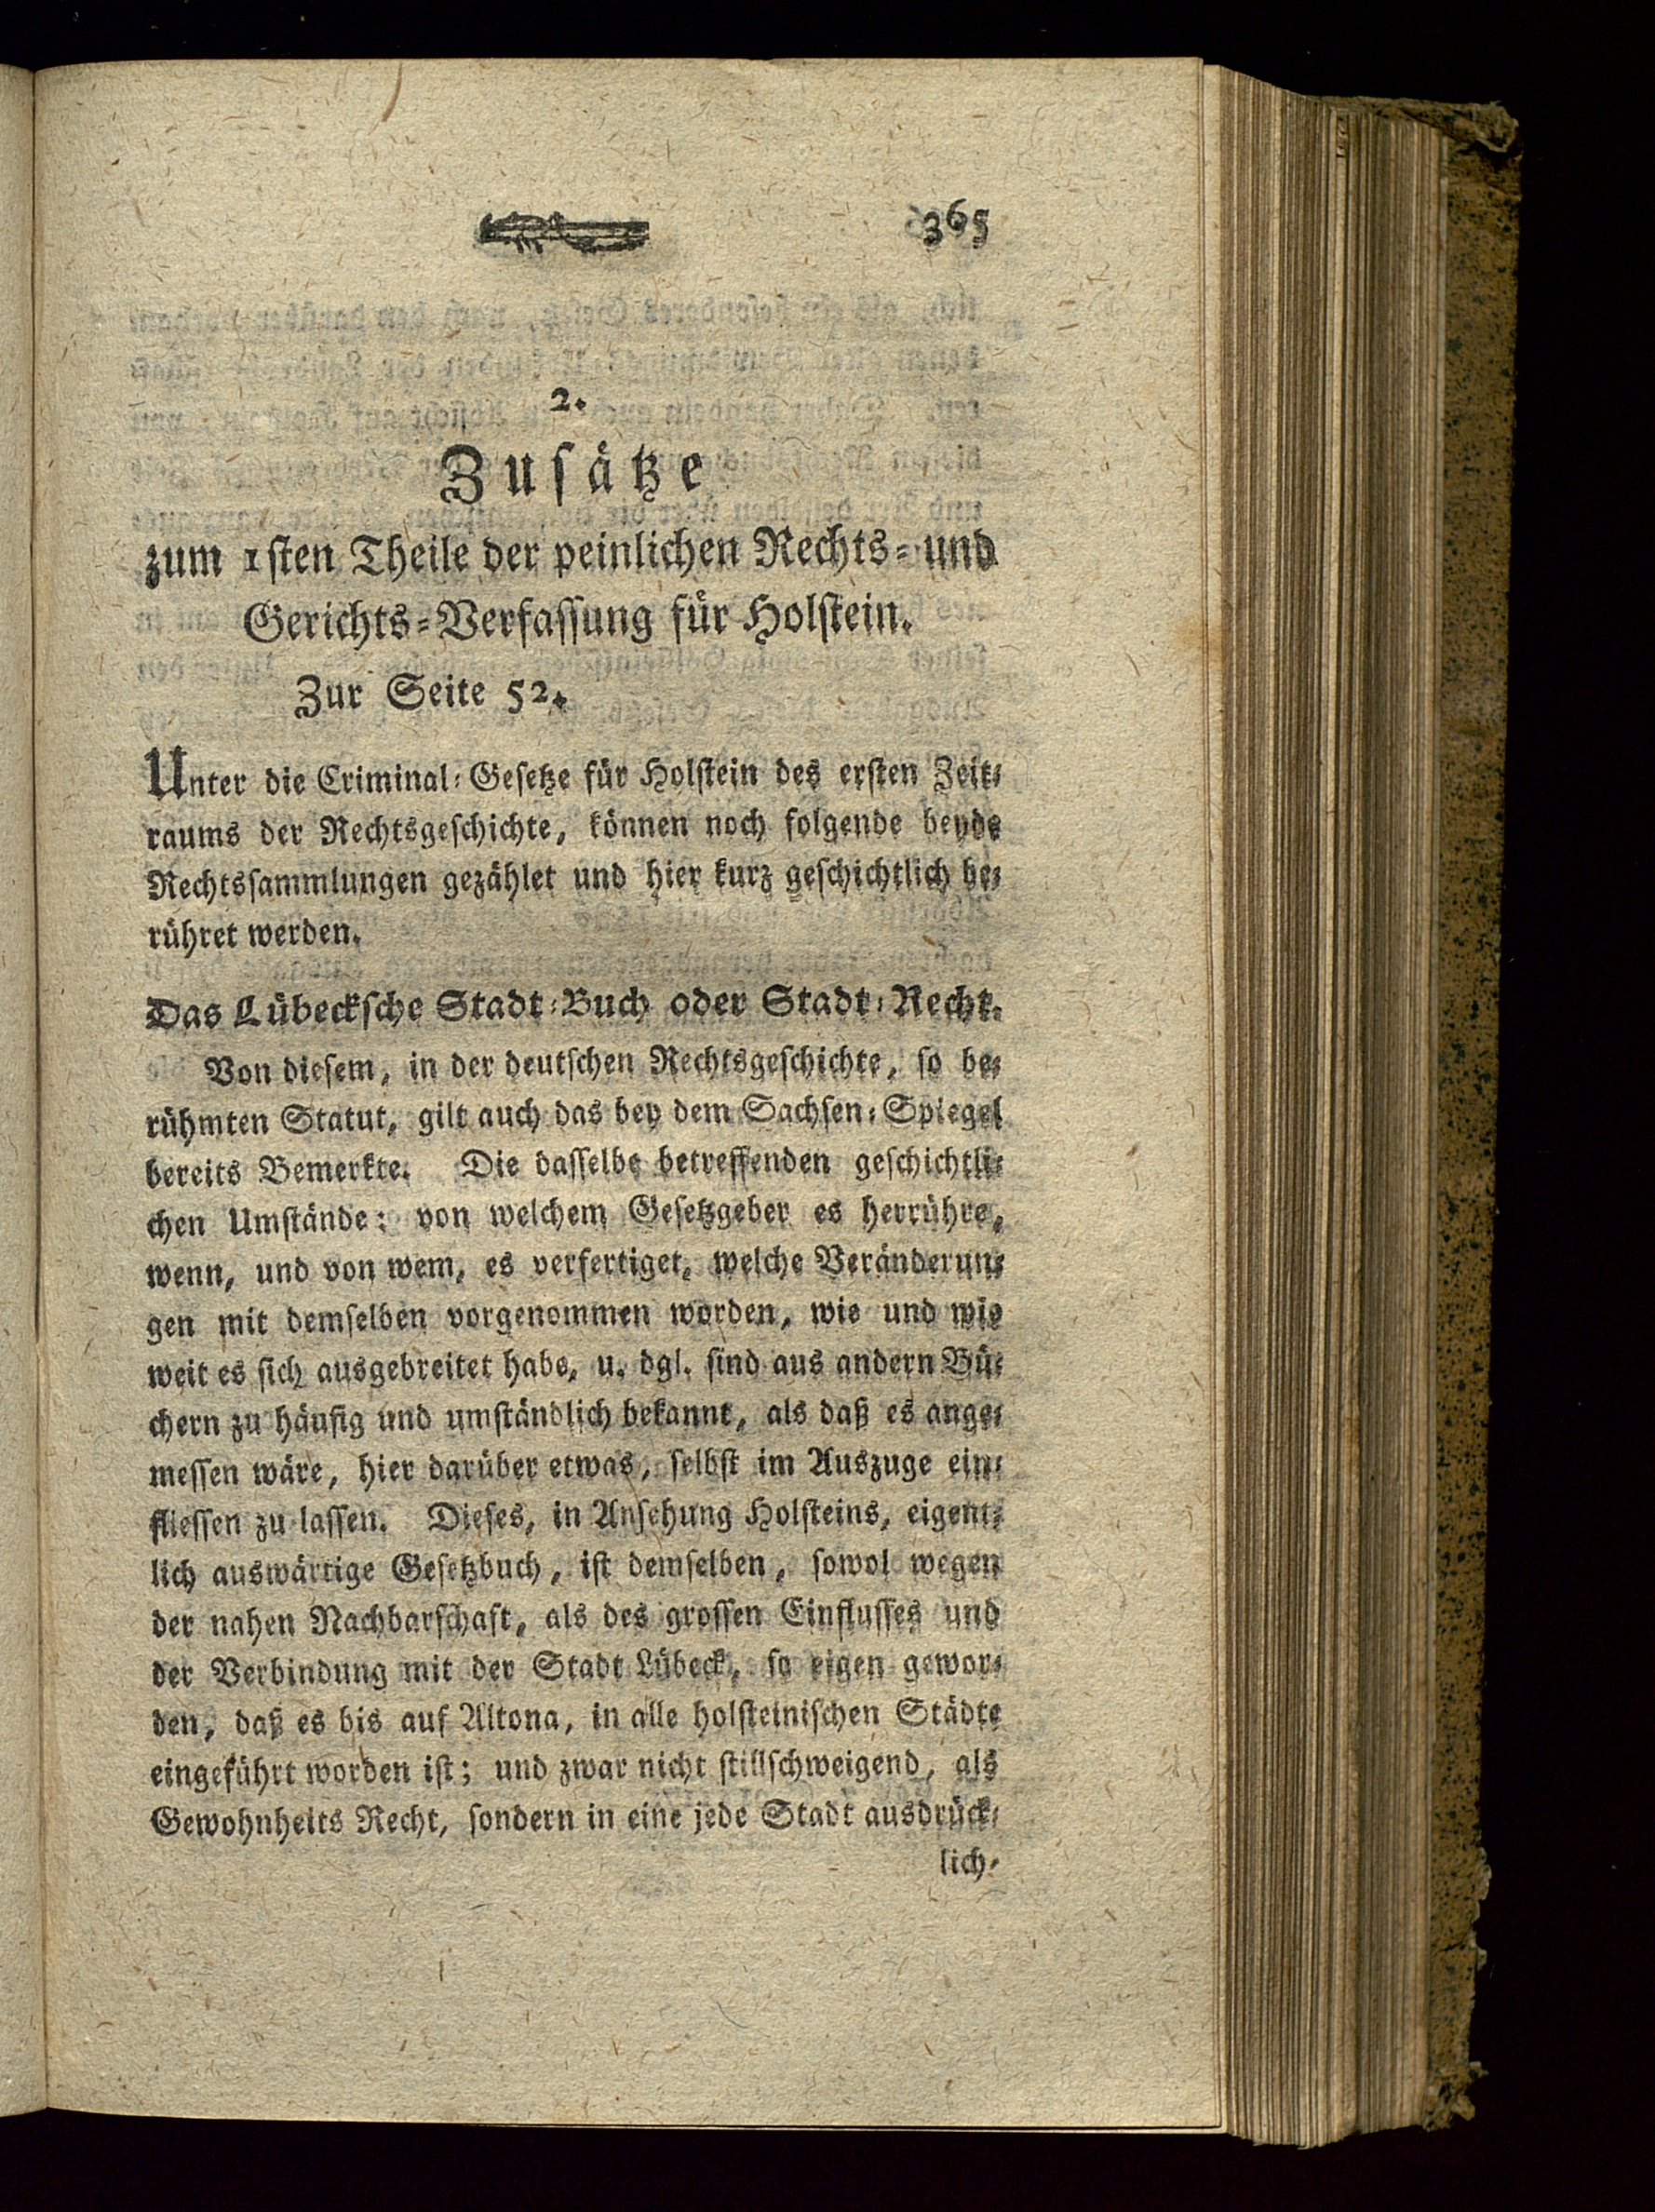 365
2.
Zusätze
zum 1sten Theile der peinlichen Rechts- und
Gerichts-Verfassung für Holstein.
Zur Seite 52.
Unter die Criminal-Gesetze für Holstein des ersten Zeit-
raums der Rechtsgeschichte, können noch folgende beyde
Rechtssammlungen gezählet und hier kurz geschichtlich be-
rühret werden.
Das Lübecksche Stadt-Buch oder Stadt-Recht.
Von diesem, in der deutschen Rechtsgeschichte, so be-
rühmten Statut, gilt auch das bey dem Sachsen-Spiegel
bereits Bemerkte. Die dasselbe betreffenden geschichtli-
chen Umstände: von welchem Gesetzgeber es herrühre,
wenn, und von wem, es verfertiget, welche Veränderun-
gen mit demselben vorgenommen worden, wie und wie
weit es sich ausgebreitet habe, u. dgl. sind aus andern Bü-
chern zu häufig und umständlich bekannt, als daß es ange-
messen wäre, hier darüber etwas, selbst im Auszuge ein-
fliessen zu lassen. Dieses, in Ansehung Holsteins, eigent-
lich auswärtige Gesetzbuch, ist demselben, sowol wegen
der nahen Nachbarschaft, als des grossen Einflusses und
der Verbindung mit der Stadt Lübeck, so eigen gewor-
den, daß es bis auf Altona, in alle holsteinischen Städte
eingeführt worden ist; und zwar nicht stillschweigend, als
Gewohnheits Recht, sondern in eine jede Stadt ausdrück-
lich-